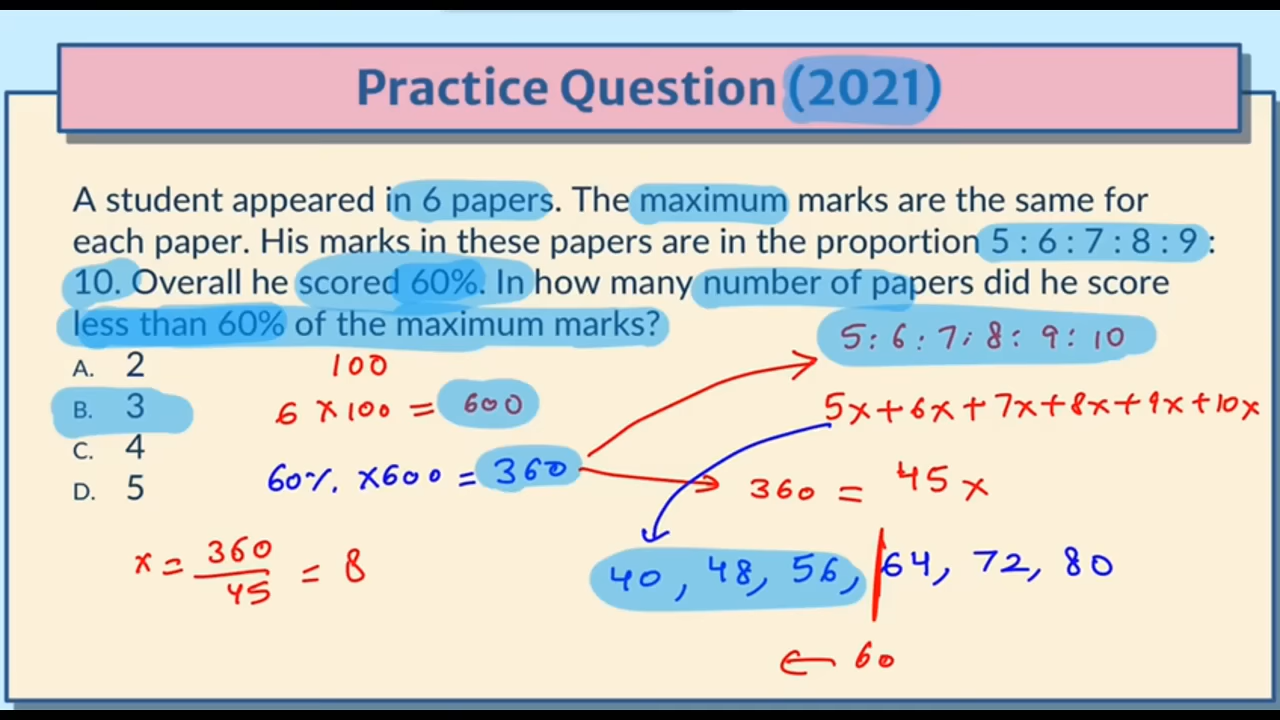 Practice Question (2021)
A student appeared in 6 papers. The maximum marks are the same for
each paper. His marks in these papers are in the proportion 5 : 6 : 7 : 8 : 9 :
10. Overall he scored 60%. In how many number of papers did he score
less than 60% of the maximum marks?
5 : 6 : 7 : 8 : 9 : 10
A. 2
B. 3
C. 4
D. 5
100
6 × 100 = 600
5x + 6x + 7x + 8x + 9x + 10x
60% × 600 = 360
360 = 45x
x = 360/45 = 8
40, 48, 56, 64, 72, 80
← 60